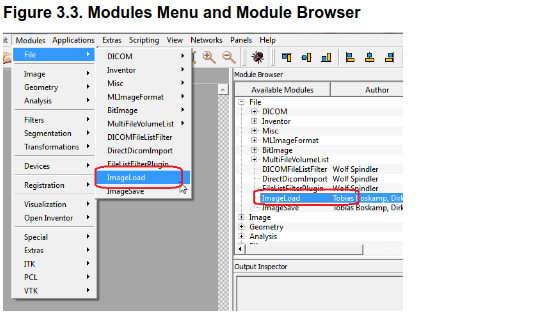 Figure 3.3. Modules Menu and Module Browser
Modules Applications Extras Scripting View Networks Panels Help
File
Image
Geometry
Analysis
Filters
Segmentation
Transformations
Devices
Registration
Visualization
Open Inventor
Special
Extras
ITK
PCL
VTK
DICOM
Inventor
Misc
MLImageFormat
BitImage
MultiFileVolumeList
DICOMFileListFilter
DirectDicomImport
FileListFilterPlugin
ImageLoad
ImageSave
Module Browser
Available Modules Author
File
DICOM
Inventor
Misc
MLImageFormat
BitImage
MultiFileVolumeList
DICOMFileListFilter Wolf Spindler
DirectDicomImport Wolf Spindler
FileListFilterPlugin Wolf Spindler
ImageLoad Tobias Boskamp, Dirk
ImageSave Tobias Boskamp, Dirk
Image
Geometry
Analysis
Output Inspector